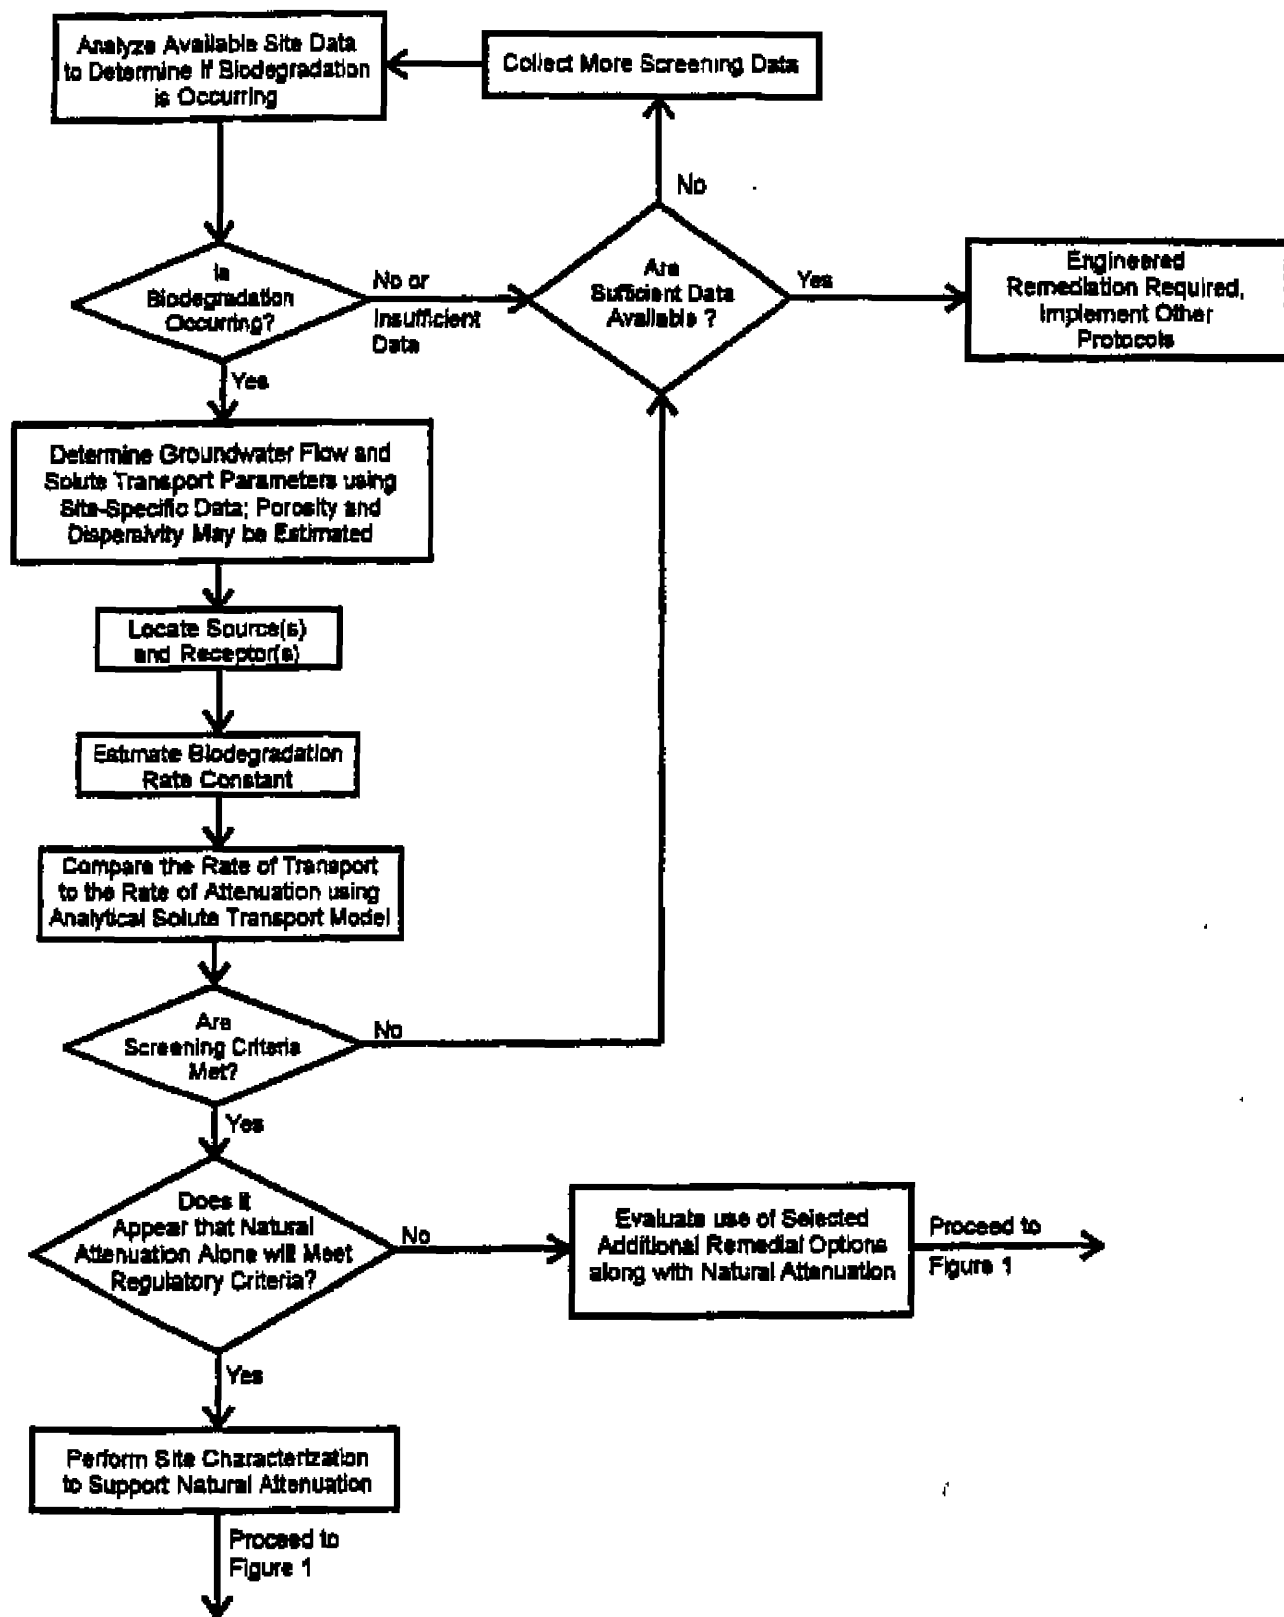 Analyze Available Site Data
to Determine If Biodegradation
is Occurring
Collect More Screening Data
No
Is
Biodegradation
Occurring?
No or
Insufficient
Data
Are
Sufficient Data
Available ?
Yes
Engineered
Remediation Required,
Implement Other
Protocols
Yes
Determine Groundwater Flow and
Solute Transport Parameters using
Site-Specific Data; Porosity and
Dispersivity May be Estimated
Locate Source(s)
and Receptor(s)
Estimate Biodegradation
Rate Constant
Compare the Rate of Transport
to the Rate of Attenuation using
Analytical Solute Transport Model
Are
Screening Criteria
Met?
No
Yes
Does it
Appear that Natural
Attenuation Alone will Meet
Regulatory Criteria?
No
Evaluate use of Selected
Additional Remedial Options
along with Natural Attenuation
Proceed to
Figure 1
Yes
Perform Site Characterization
to Support Natural Attenuation
Proceed to
Figure 1